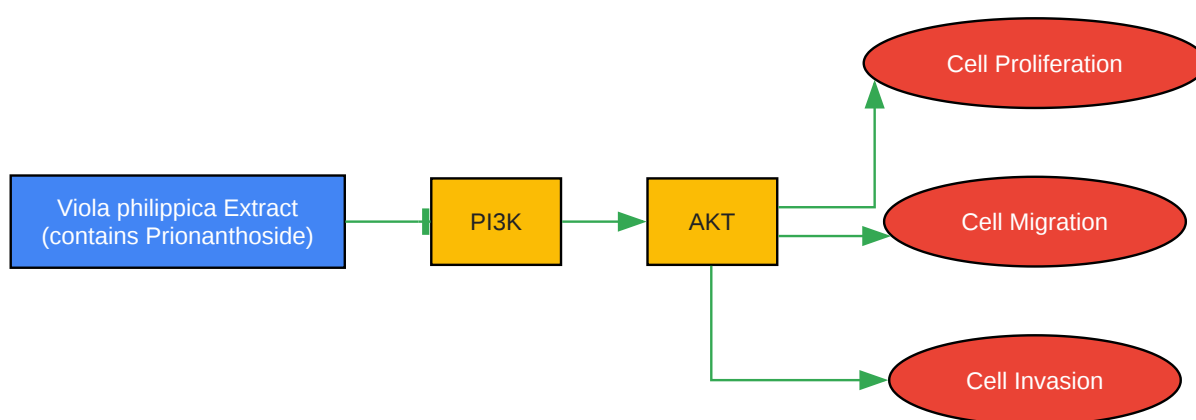 Cell Proliferation
Viola philippica Extract
(contains Prionanthoside)
PI3K
AKT
Cell Migration
Cell Invasion